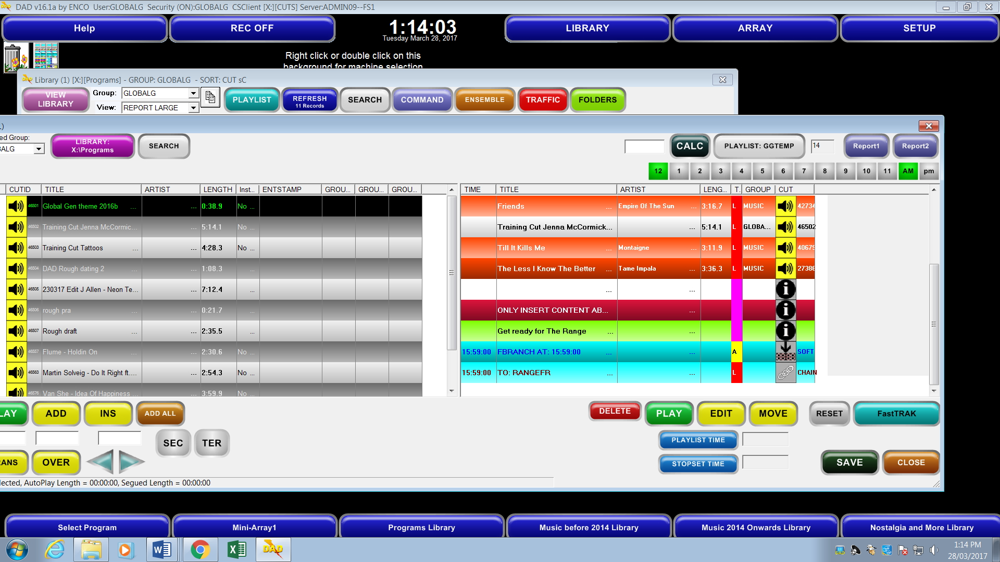 DAD v16.1a by ENCO User:GLOBALG Security (ON):GLOBALG CSClient [X:][CUTS] Server:ADMIN09--FS1
Help
REC OFF
1:14:03
Tuesday March 28, 2017
LIBRARY
ARRAY
SETUP
Right click or double click on this
background for machine selection
Library (1) [X:][Programs] - GROUP: GLOBALG - SORT: CUT sC
VIEW
LIBRARY
Group:
GLOBALG
View:
REPORT LARGE
PLAYLIST
REFRESH
11 Records
SEARCH
COMMAND
ENSEMBLE
TRAFFIC
FOLDERS
ed Group:
ALG
LIBRARY:
X:\Programs
SEARCH
CALC
PLAYLIST: GGTEMP
14
Report1
Report2
12 1 2 3 4 5 6 7 8 9 10 11 AM pm
CUTID TITLE ARTIST LENGTH Inst... ENTSTAMP GROU... GROU... GROU...
46501 Global Gen theme 2016b ... ... 0:38.9 No ...
46502 Training Cut Jenna McCormic... ... 5:14.1 No ...
46503 Training Cut Tattoos ... ... 4:28.3 No ...
46504 DAD Rough dating 2 ... ... 1:08.3 ...
46505 230317 Edit J Allen - Neon Te... ... 7:12.4 ...
46506 rough pra ... ... 0:21.7 ...
46507 Rough draft ... ... 2:35.5 ...
46557 Flume - Holdin On ... 2:30.6 No ...
46563 Martin Solveig - Do It Right ft.... ... 2:54.3 No ...
46576 Van She - Idea Of Happiness ... 3:59.9 No ...
TIME TITLE ARTIST LENG... T. GROUP CUT
Friends ... Empire Of The Sun ... 3:16.7 L MUSIC 42734
Training Cut Jenna McCormick... ... 5:14.1 L GLOBA... 46502
Till It Kills Me ... Montaigne ... 3:11.9 L MUSIC 40679
The Less I Know The Better ... Tame Impala ... 3:36.3 L MUSIC 27386
... ...
ONLY INSERT CONTENT AB... ...
Get ready for The Range ... ...
15:59:00 FBRANCH AT: 15:59:00 ... ... A SOFT
15:59:00 TO: RANGEFR ... ... L CHAIN
LAY
ADD
INS
ADD ALL
DELETE
PLAY
EDIT
MOVE
RESET
FastTRAK
SEC
TER
PLAYLIST TIME
RANS
OVER
STOPSET TIME
SAVE
CLOSE
lected, AutoPlay Length = 00:00:00, Segued Length = 00:00:00
Select Program
Mini-Array1
Programs Library
Music before 2014 Library
Music 2014 Onwards Library
Nostalgia and More Library
DAD
DAD
1:14 PM
28/03/2017